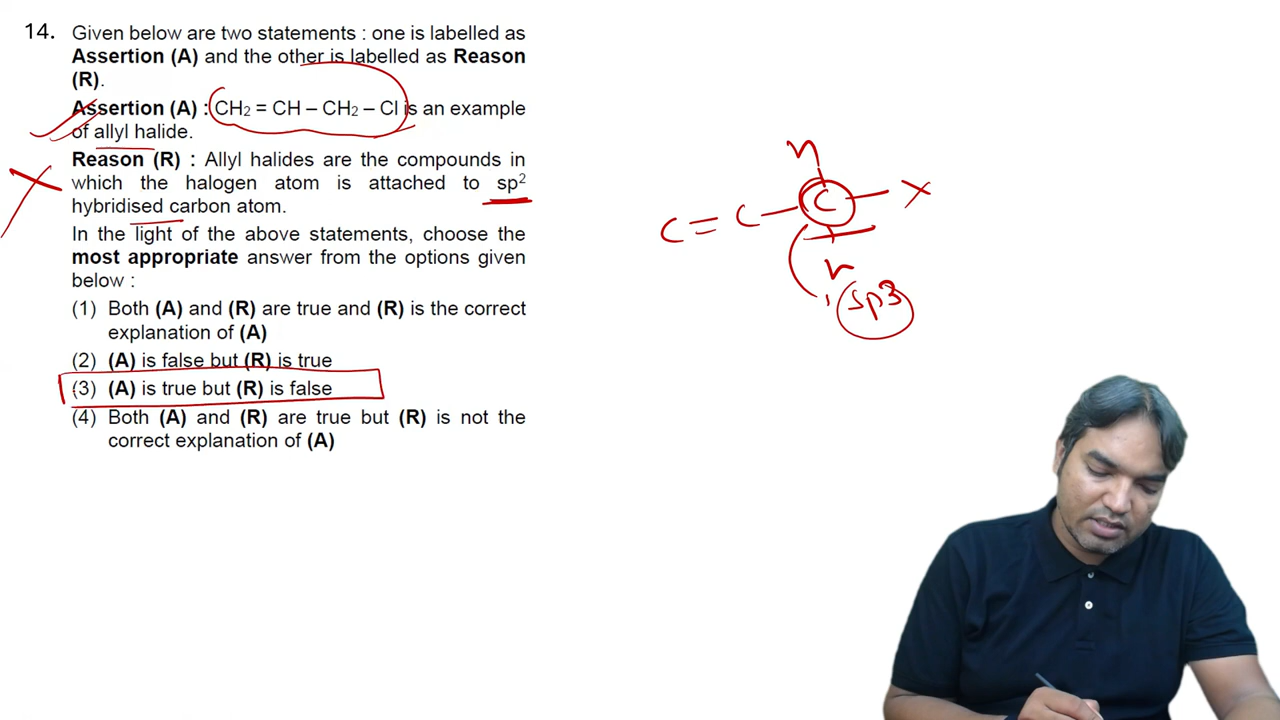 14. Given below are two statements : one is labelled as
Assertion (A) and the other is labelled as Reason
(R).
Assertion (A) : CH₂ = CH – CH₂ – Cl is an example
of allyl halide.
Reason (R) : Allyl halides are the compounds in
which the halogen atom is attached to sp²
hybridised carbon atom.
In the light of the above statements, choose the
most appropriate answer from the options given
below :
(1) Both (A) and (R) are true and (R) is the correct
explanation of (A)
(2) (A) is false but (R) is true
(3) (A) is true but (R) is false
(4) Both (A) and (R) are true but (R) is not the
correct explanation of (A)
C = C – C – X
sp3